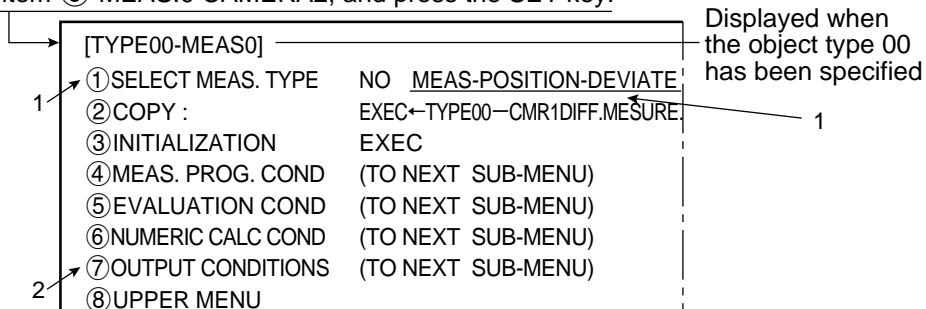 MEAS.0 CAMERA2, and press the SET key.
Displayed when
the object type 00
has been specified
[TYPE00-MEAS0]
1
①SELECT MEAS. TYPE NO MEAS-POSITION-DEVIATE
②COPY : EXEC←TYPE00−CMR1DIFF.MESURE.
1
③INITIALIZATION EXEC
④MEAS. PROG. COND (TO NEXT SUB-MENU)
⑤EVALUATION COND (TO NEXT SUB-MENU)
⑥NUMERIC CALC COND (TO NEXT SUB-MENU)
2
⑦OUTPUT CONDITIONS (TO NEXT SUB-MENU)
⑧UPPER MENU